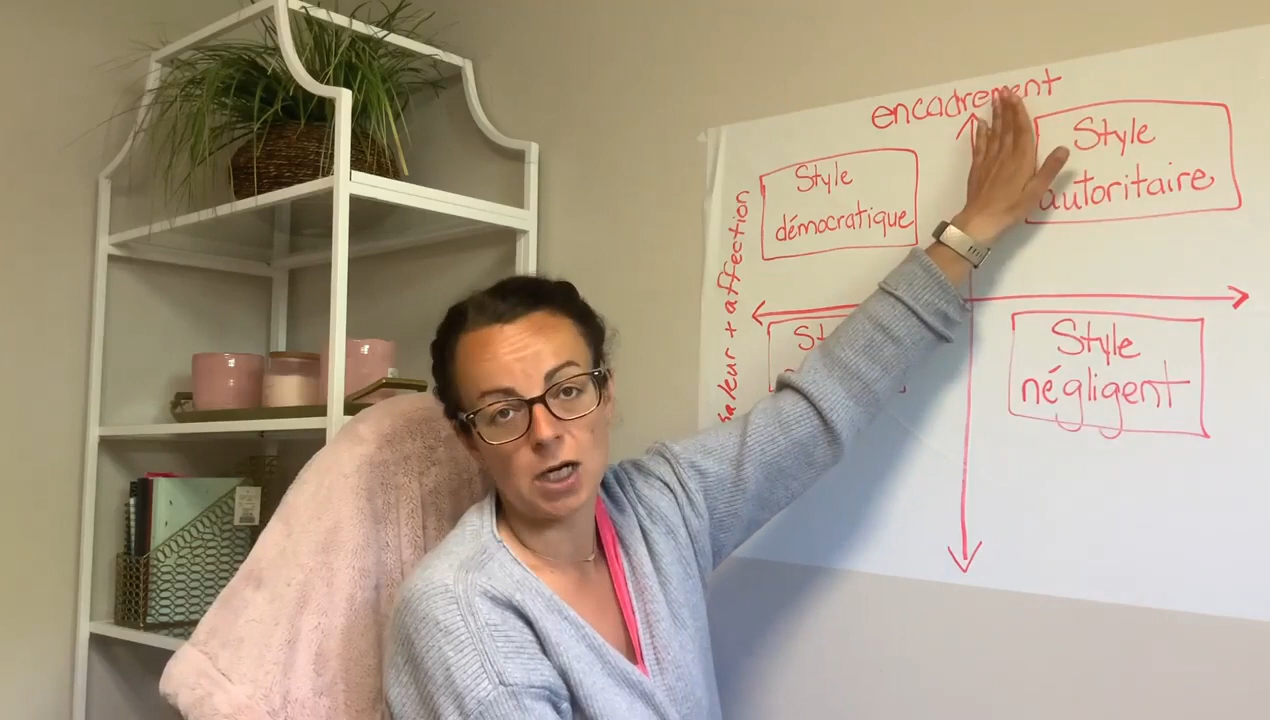 encadrement
Style
autoritaire
Style
démocratique
chaleur + affection
Style
négligent